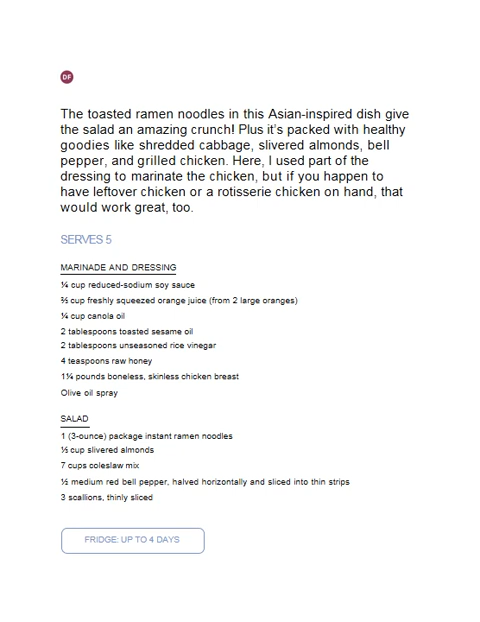 DF
The toasted ramen noodles in this Asian-inspired dish give
the salad an amazing crunch! Plus it's packed with healthy
goodies like shredded cabbage, slivered almonds, bell
pepper, and grilled chicken. Here, I used part of the
dressing to marinate the chicken, but if you happen to
have leftover chicken or a rotisserie chicken on hand, that
would work great, too.
SERVES 5
MARINADE AND DRESSING
¼ cup reduced-sodium soy sauce
⅔ cup freshly squeezed orange juice (from 2 large oranges)
¼ cup canola oil
2 tablespoons toasted sesame oil
2 tablespoons unseasoned rice vinegar
4 teaspoons raw honey
1¼ pounds boneless, skinless chicken breast
Olive oil spray
SALAD
1 (3-ounce) package instant ramen noodles
⅓ cup slivered almonds
7 cups coleslaw mix
½ medium red bell pepper, halved horizontally and sliced into thin strips
3 scallions, thinly sliced
FRIDGE: UP TO 4 DAYS